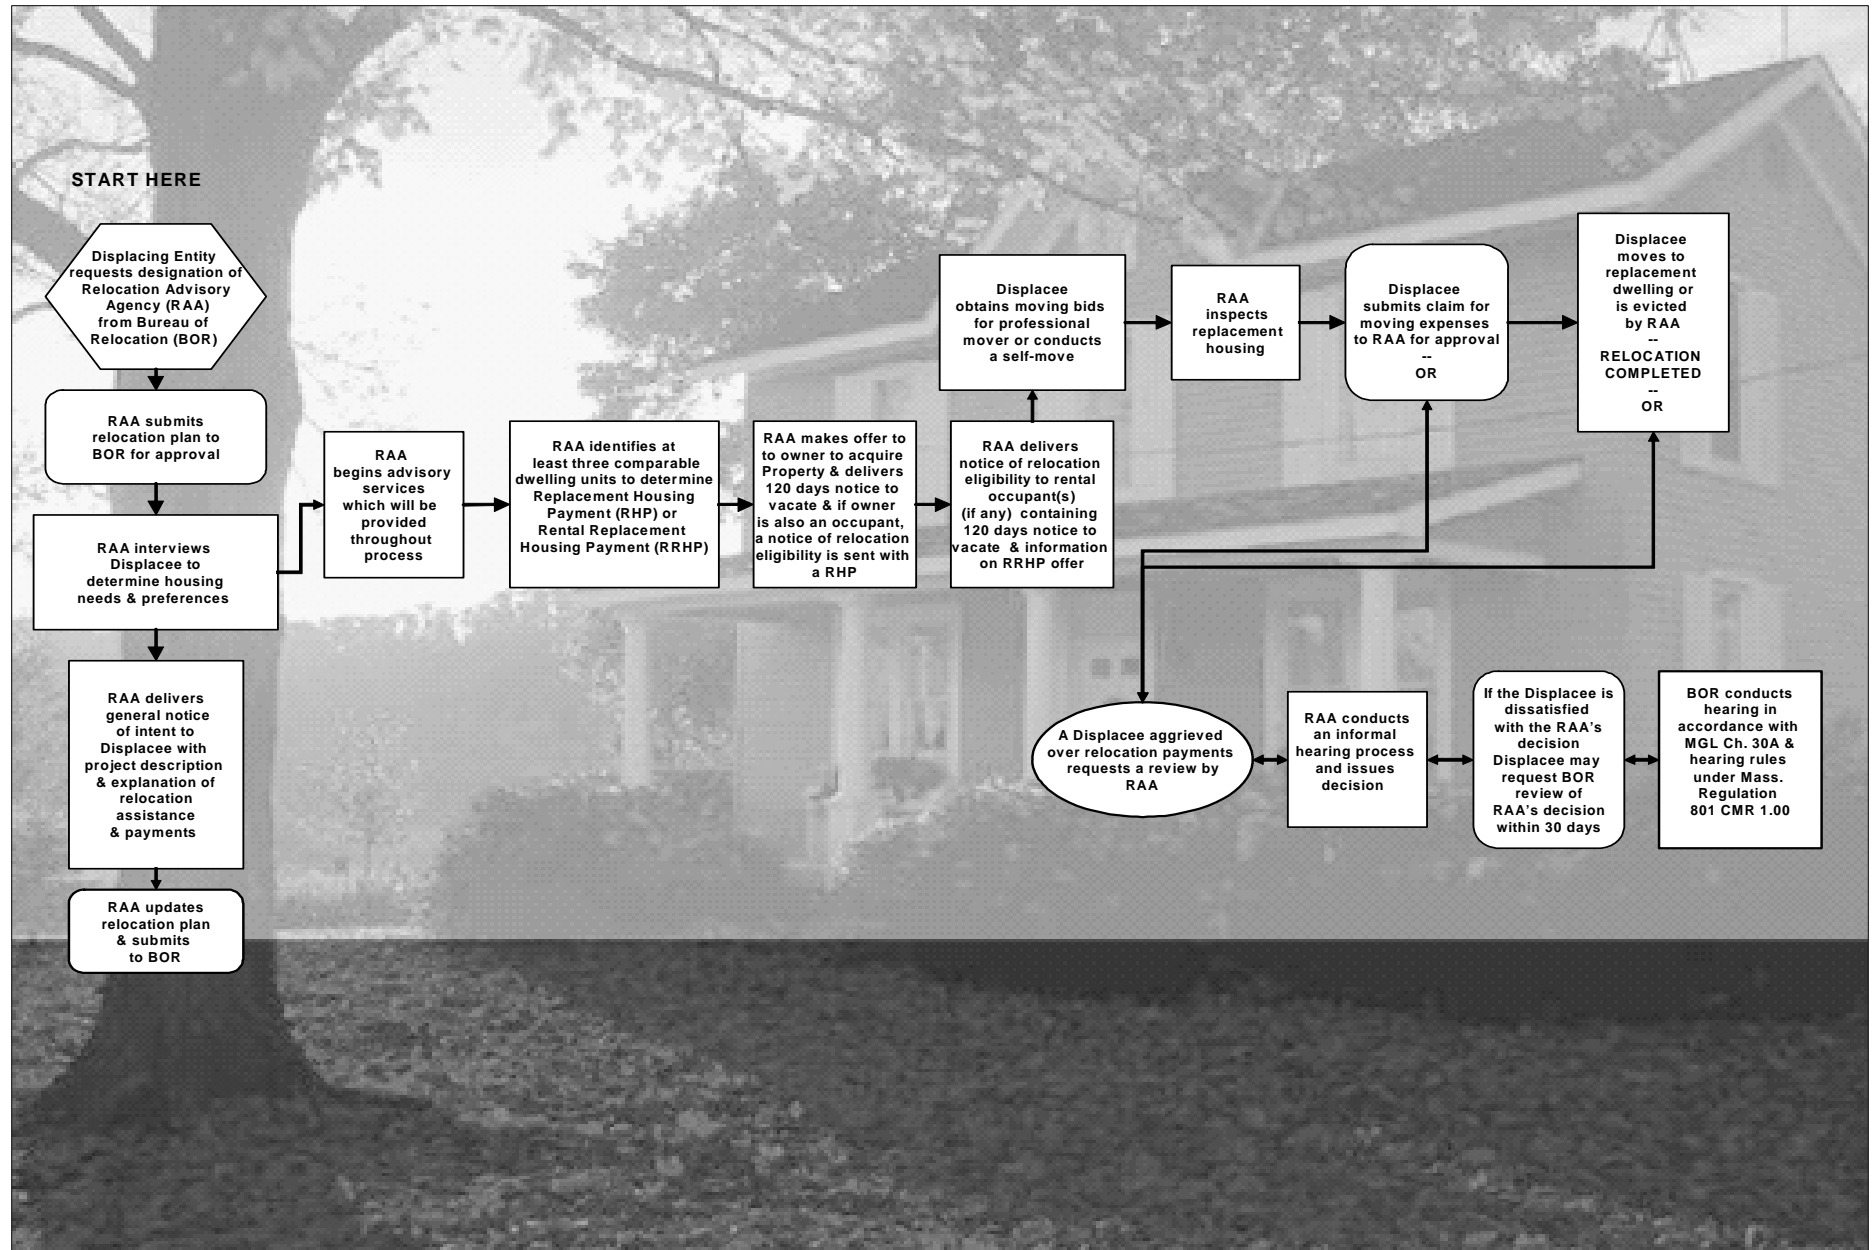 START HERE
Displacing Entity
requests designation of
Relocation Advisory
Agency (RAA)
from Bureau of
Relocation (BOR)
RAA submits
relocation plan to
BOR for approval
RAA interviews
Displacee to
determine housing
needs & preferences
RAA delivers
general notice
of intent to
Displacee with
project description
& explanation of
relocation
assistance
& payments
RAA updates
relocation plan
& submits
to BOR
RAA
begins advisory
services
which will be
provided
throughout
process
RAA identifies at
least three comparable
dwelling units to determine
Replacement Housing
Payment (RHP) or
Rental Replacement
Housing Payment (RRHP)
RAA makes offer to
to owner to acquire
Property & delivers
120 days notice to
vacate & if owner
is also an occupant,
a notice of relocation
eligibility is sent with
a RHP
RAA delivers
notice of relocation
eligibility to rental
occupant(s)
(if any) containing
120 days notice to
vacate & information
on RRHP offer
Displacee
obtains moving bids
for professional
mover or conducts
a self-move
RAA
inspects
replacement
housing
Displacee
submits claim for
moving expenses
to RAA for approval
--
OR
Displacee
moves to
replacement
dwelling or
is evicted
by RAA
--
RELOCATION
COMPLETED
--
OR
A Displacee aggrieved
over relocation payments
requests a review by
RAA
RAA conducts
an informal
hearing process
and issues
decision
If the Displacee is
dissatisfied
with the RAA's
decision
Displacee may
request BOR
review of
RAA's decision
within 30 days
BOR conducts
hearing in
accordance with
MGL Ch. 30A &
hearing rules
under Mass.
Regulation
801 CMR 1.00